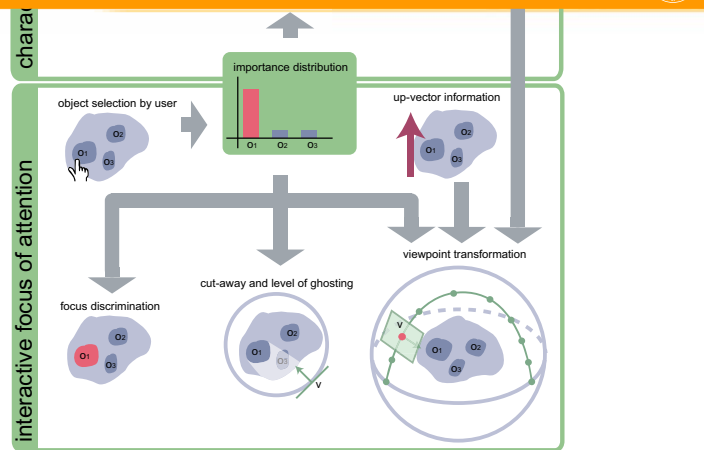 charac
importance distribution
O1 O2 O3
interactive focus of attention
object selection by user
O1 O2 O3
up-vector information
O1 O2 O3
viewpoint transformation
cut-away and level of ghosting
focus discrimination
O1 O2 O3
O1 O2 O3
V
V
O1 O2 O3